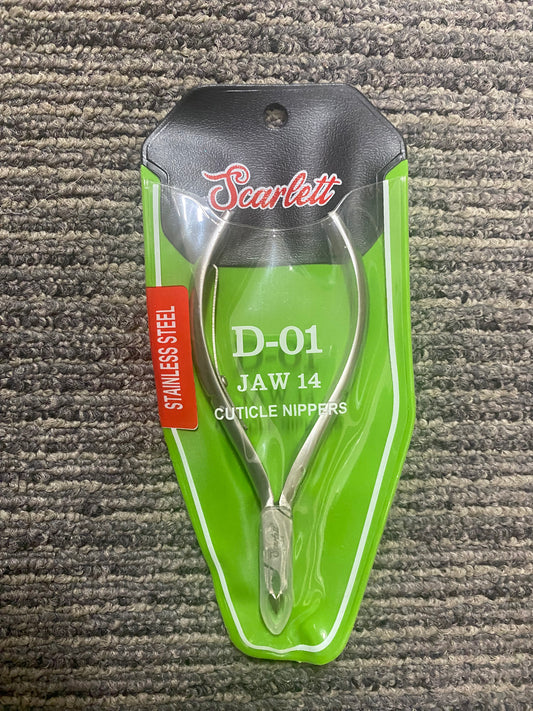 Scarlett
STAINLESS STEEL
D-01
JAW 14
CUTICLE NIPPERS